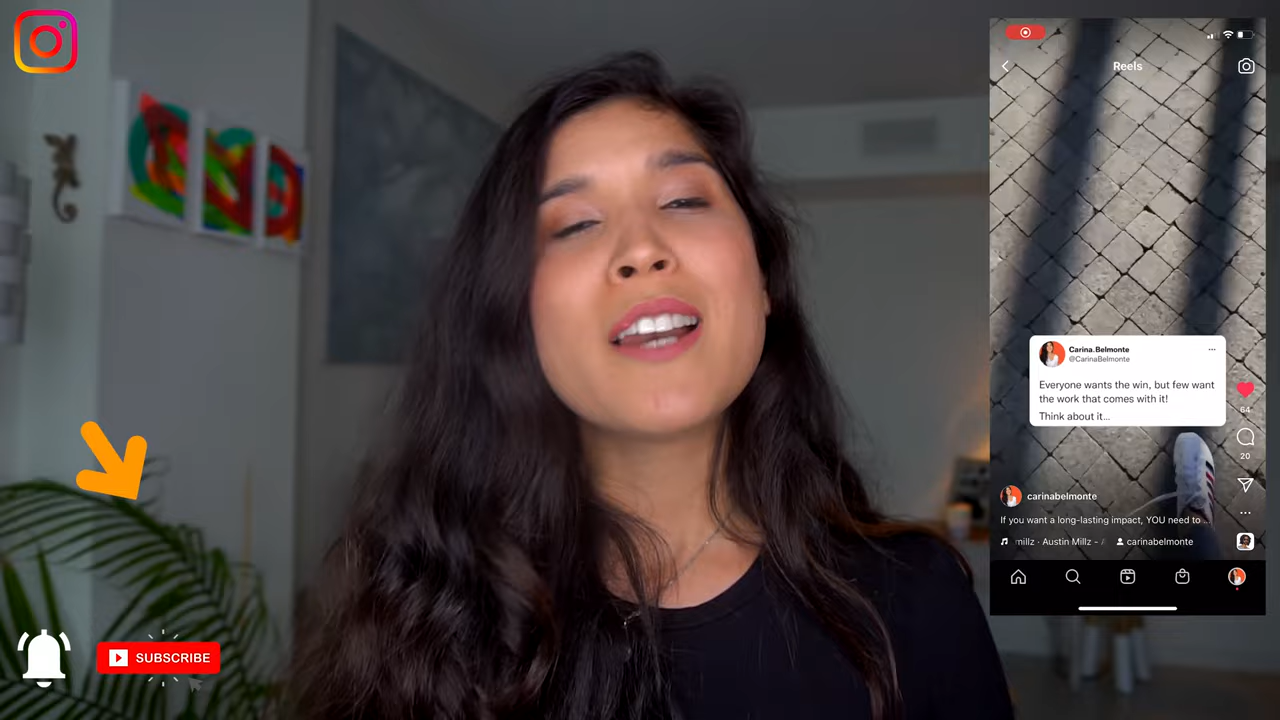 Reels
Carina.Belmonte
@CarinaBelmonte
Everyone wants the win, but few want
the work that comes with it!
Think about it...
64
20
carinabelmonte
If you want a long-lasting impact, YOU need to ...
millz · Austin Millz -
carinabelmonte
SUBSCRIBE